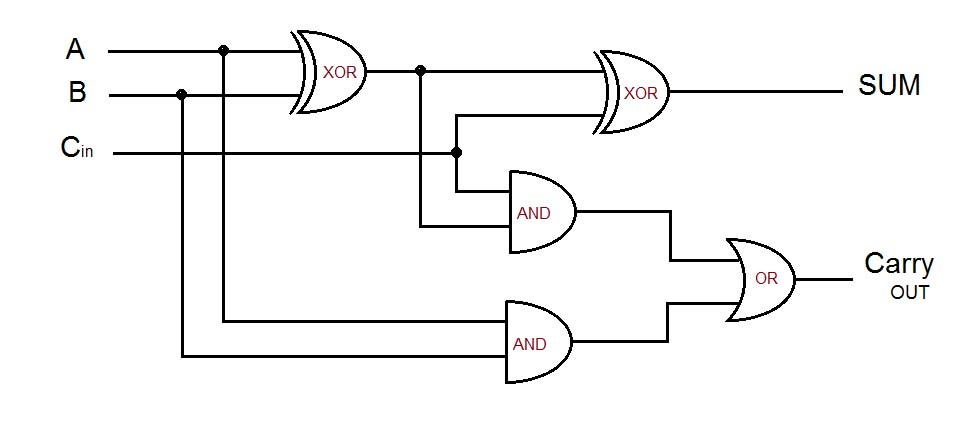 A
B
Cin
XOR
XOR
SUM
AND
AND
OR
Carry
OUT